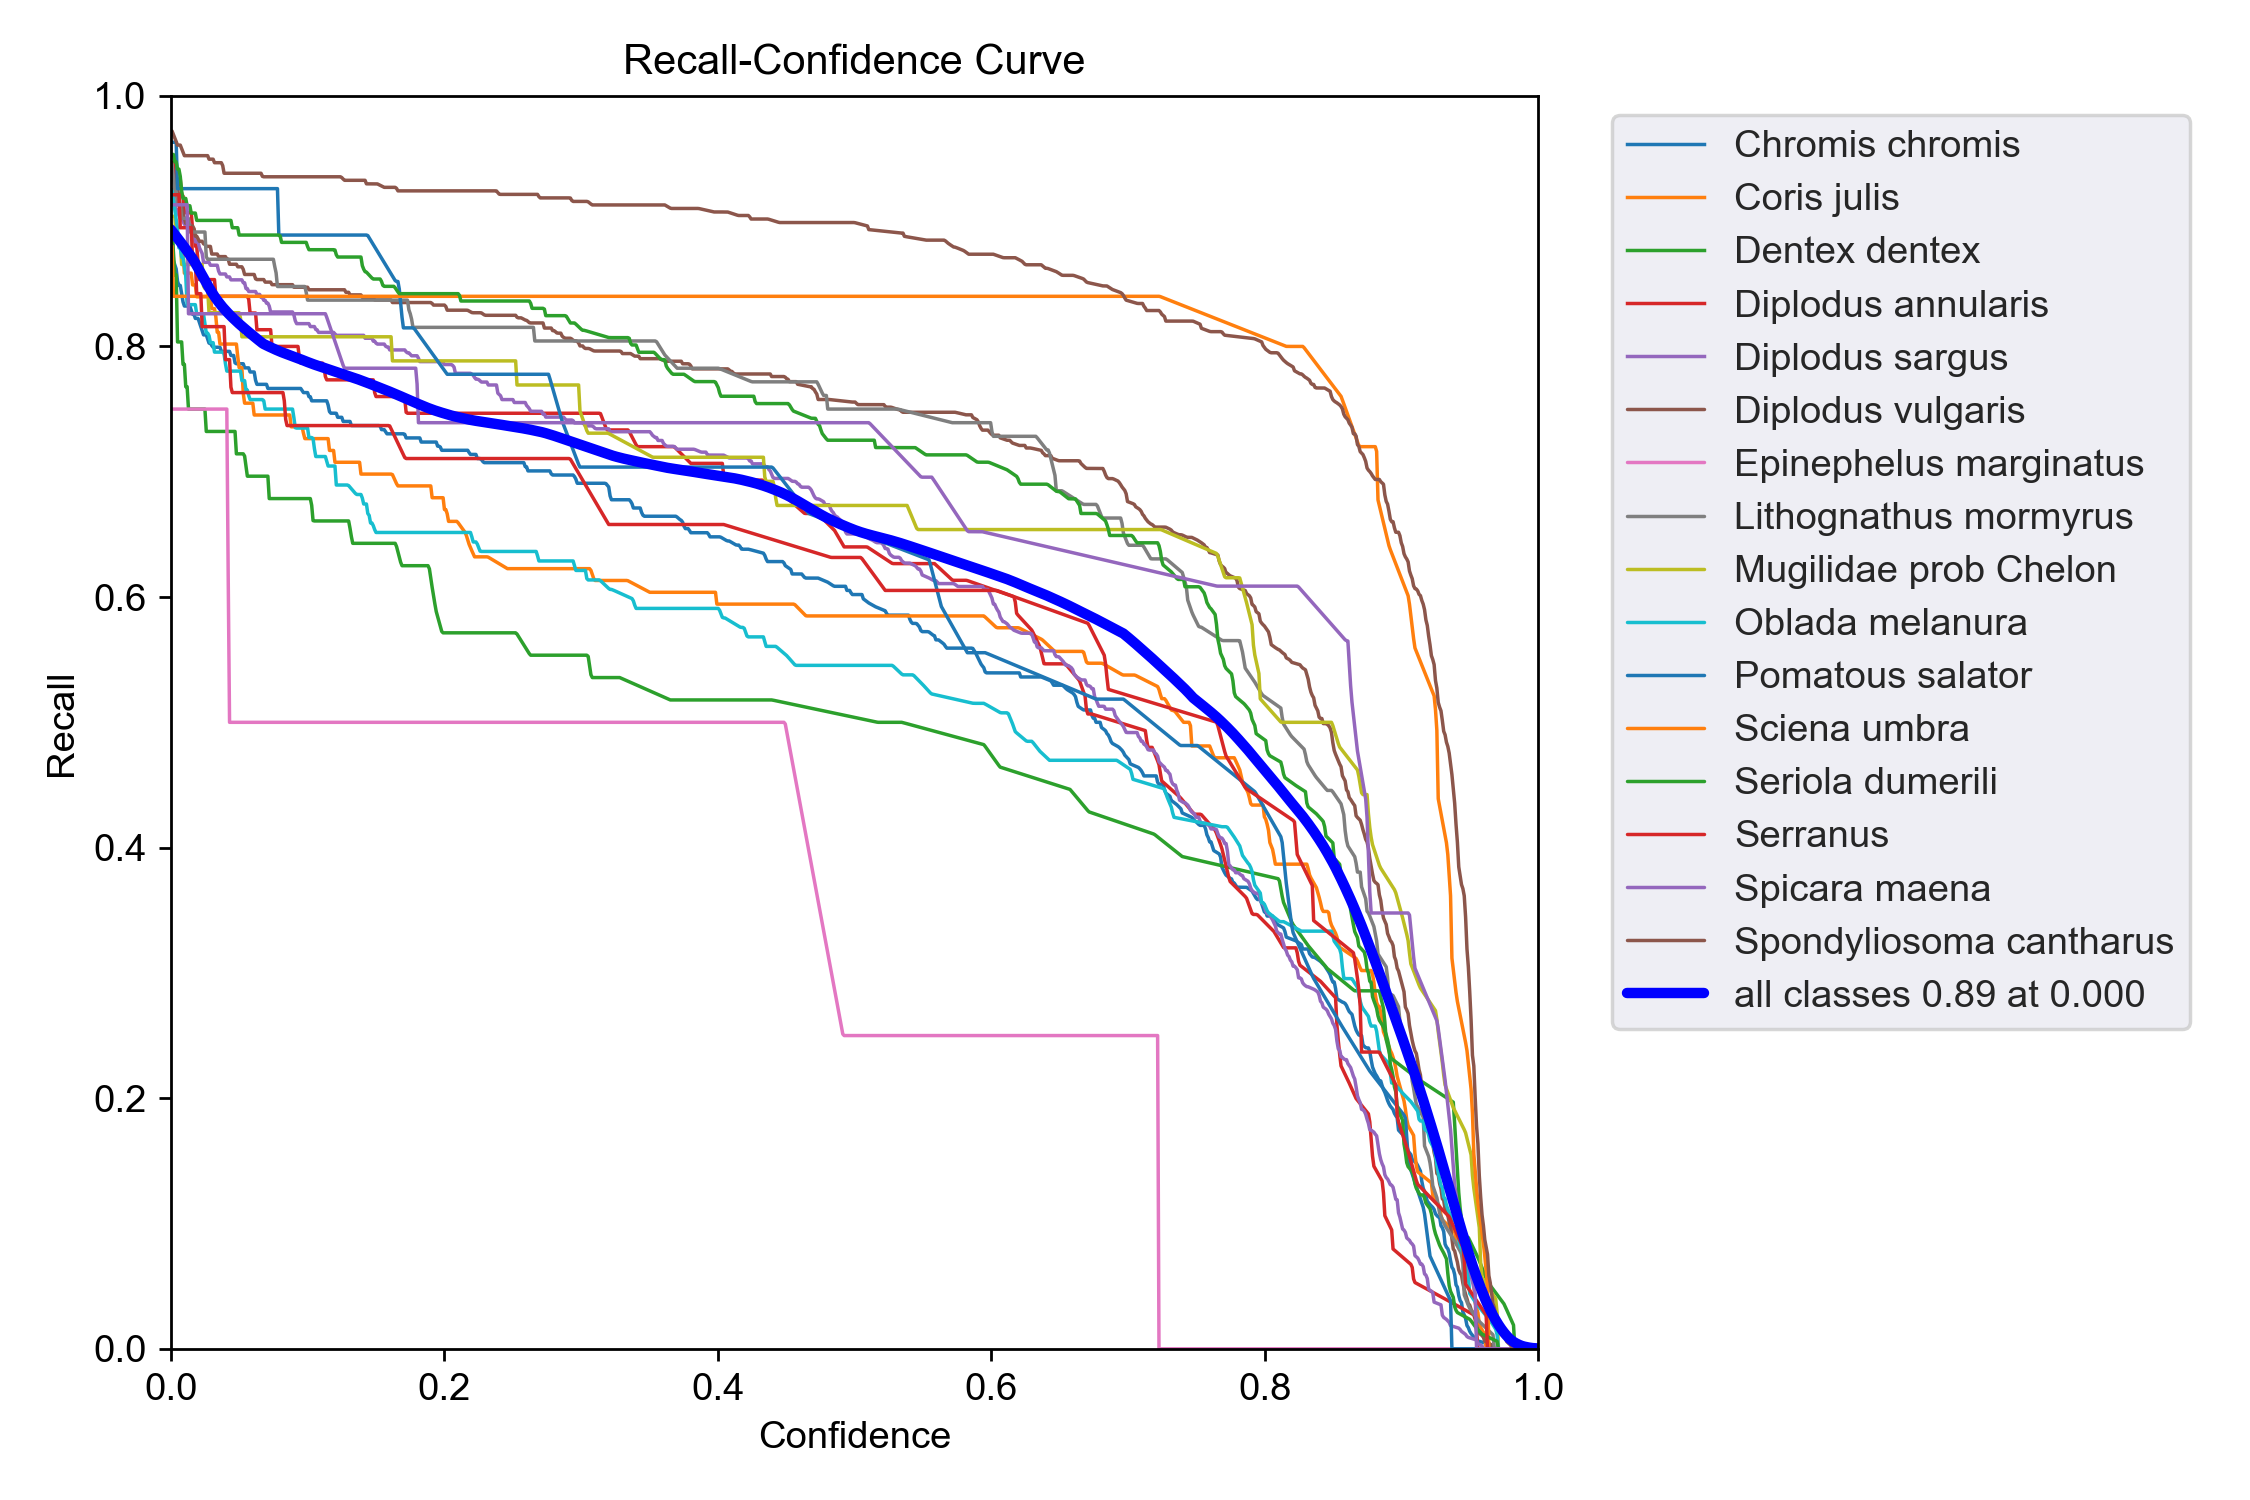 Recall-Confidence Curve
1.0
0.8
0.6
0.4
0.2
0.0
Recall
0.0 0.2 0.4 0.6 0.8 1.0
Confidence
Chromis chromis
Coris julis
Dentex dentex
Diplodus annularis
Diplodus sargus
Diplodus vulgaris
Epinephelus marginatus
Lithognathus mormyrus
Mugilidae prob Chelon
Oblada melanura
Pomatous salator
Sciena umbra
Seriola dumerili
Serranus
Spicara maena
Spondyliosoma cantharus
all classes 0.89 at 0.000